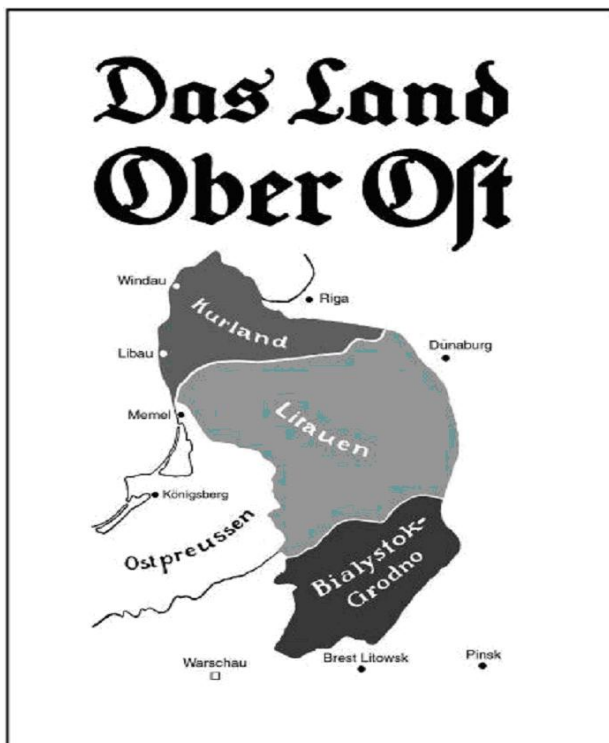 Das Land
Ober Ost
Windau
Riga
Kurland
Libau
Dünaburg
Memel
Litauen
Königsberg
Ostpreussen
Bialystok-
Grodno
Warschau
Brest Litowsk
Pinsk